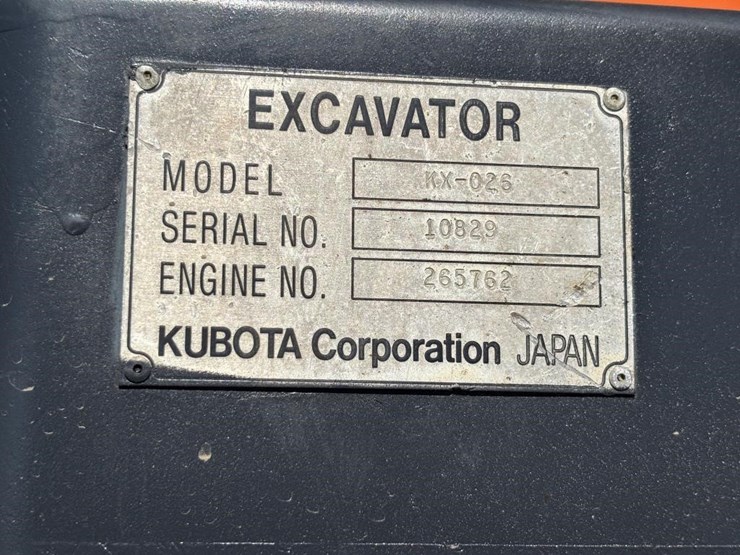 EXCAVATOR
MODEL KX-026
SERIAL NO. 10829
ENGINE NO. 265762
KUBOTA Corporation JAPAN